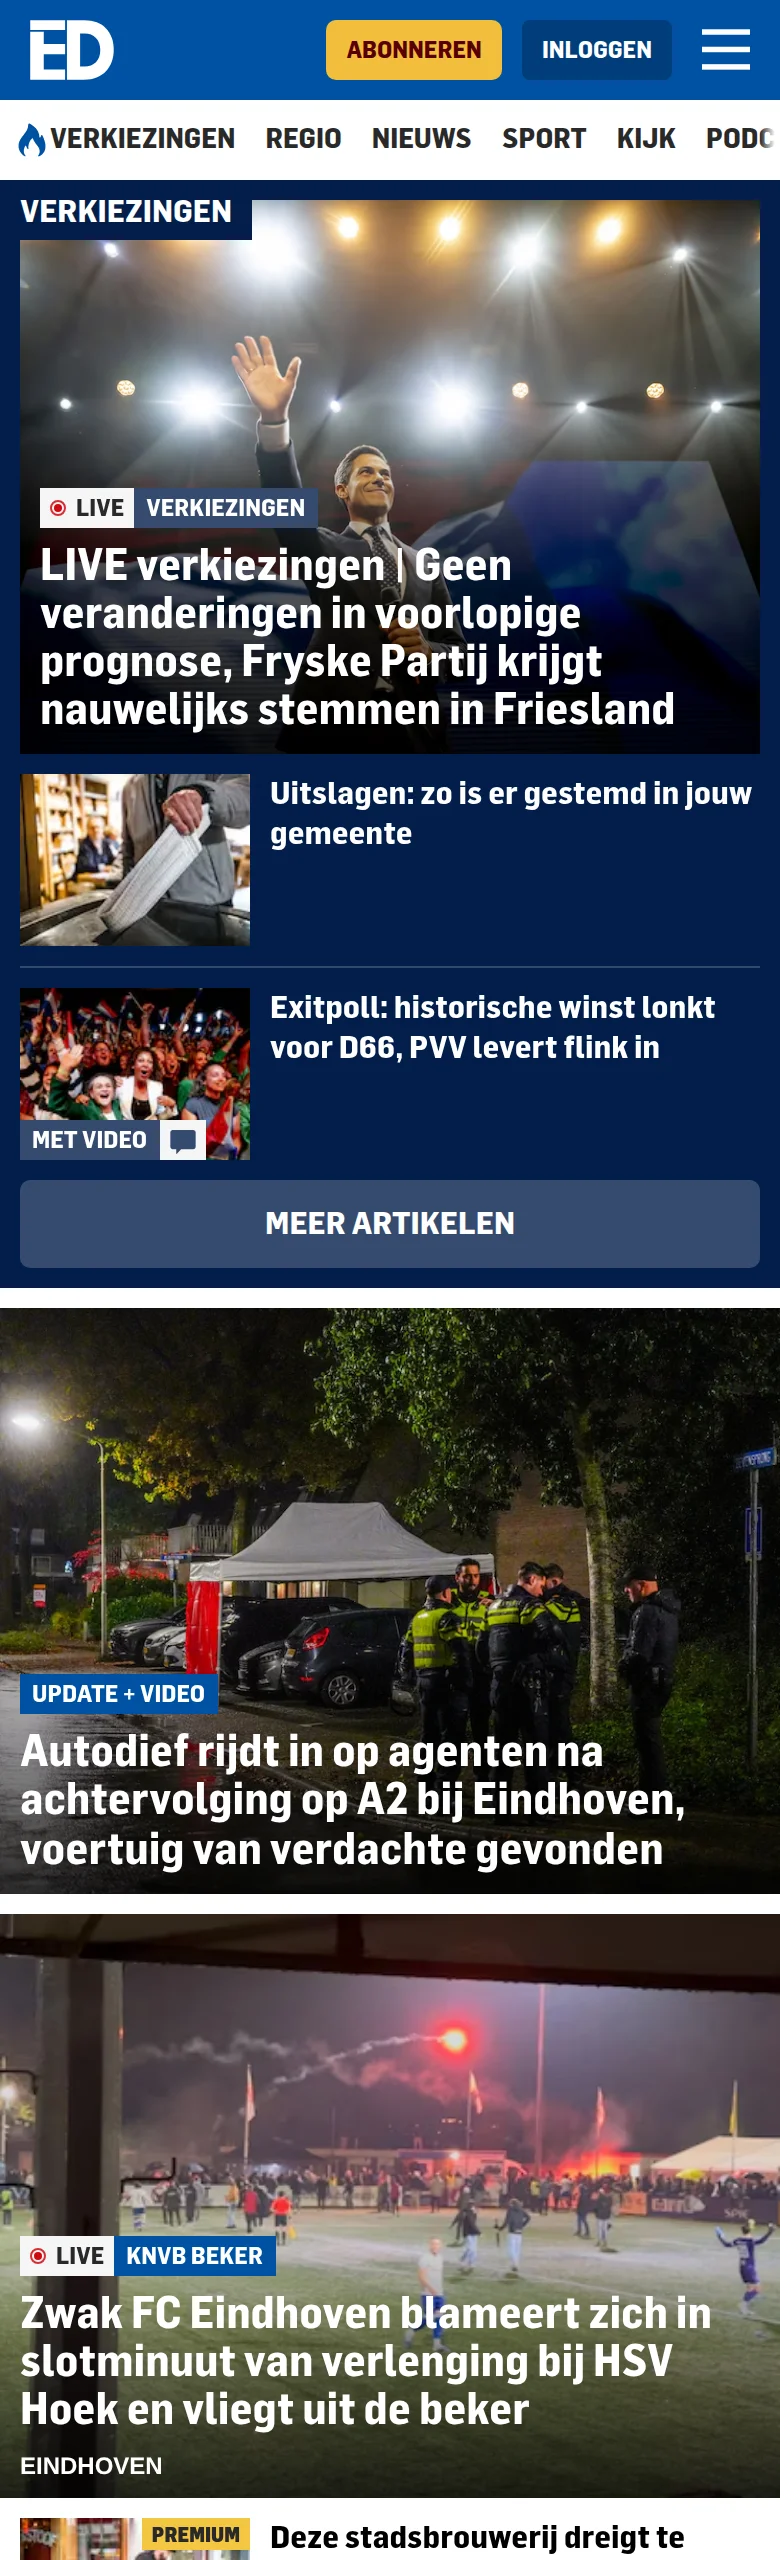 ED
ABONNEREN
INLOGGEN
VERKIEZINGEN REGIO NIEUWS SPORT KIJK PODC
VERKIEZINGEN
LIVE VERKIEZINGEN
LIVE verkiezingen | Geen
veranderingen in voorlopige
prognose, Fryske Partij krijgt
nauwelijks stemmen in Friesland
Uitslagen: zo is er gestemd in jouw
gemeente
Exitpoll: historische winst lonkt
voor D66, PVV levert flink in
MET VIDEO
MEER ARTIKELEN
UPDATE + VIDEO
Autodief rijdt in op agenten na
achtervolging op A2 bij Eindhoven,
voertuig van verdachte gevonden
LIVE KNVB BEKER
Zwak FC Eindhoven blameert zich in
slotminuut van verlenging bij HSV
Hoek en vliegt uit de beker
EINDHOVEN
PREMIUM
Deze stadsbrouwerij dreigt te